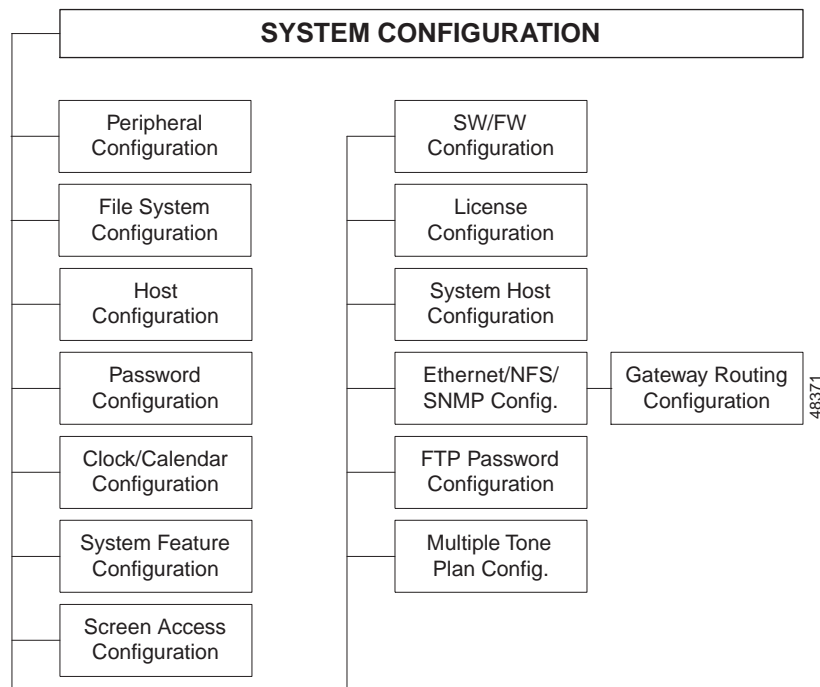 SYSTEM CONFIGURATION
Peripheral
Configuration
File System
Configuration
Host
Configuration
Password
Configuration
Clock/Calendar
Configuration
System Feature
Configuration
Screen Access
Configuration
SW/FW
Configuration
License
Configuration
System Host
Configuration
Ethernet/NFS/
SNMP Config.
Gateway Routing
Configuration
FTP Password
Configuration
Multiple Tone
Plan Config.
48371